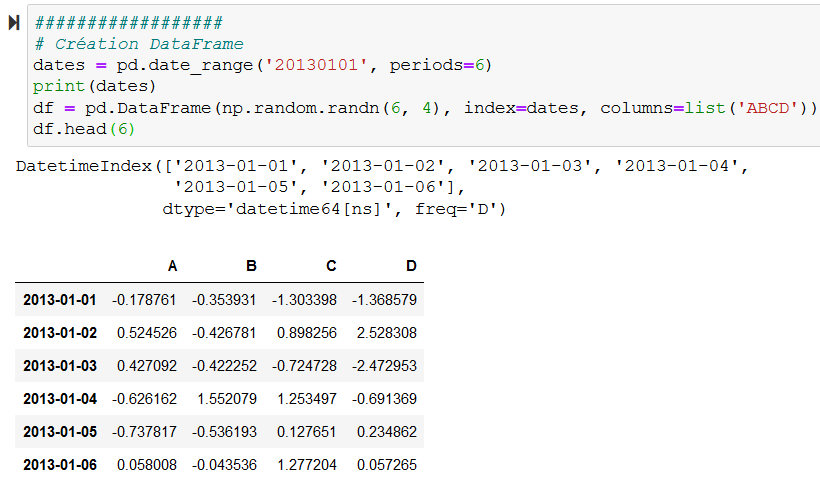 ##################
# Création DataFrame
dates = pd.date_range('20130101', periods=6)
print(dates)
df = pd.DataFrame(np.random.randn(6, 4), index=dates, columns=list('ABCD'))
df.head(6)
DatetimeIndex(['2013-01-01', '2013-01-02', '2013-01-03', '2013-01-04',
'2013-01-05', '2013-01-06'],
dtype='datetime64[ns]', freq='D')
A B C D
2013-01-01 -0.178761 -0.353931 -1.303398 -1.368579
2013-01-02 0.524526 -0.426781 0.898256 2.528308
2013-01-03 0.427092 -0.422252 -0.724728 -2.472953
2013-01-04 -0.626162 1.552079 1.253497 -0.691369
2013-01-05 -0.737817 -0.536193 0.127651 0.234862
2013-01-06 0.058008 -0.043536 1.277204 0.057265